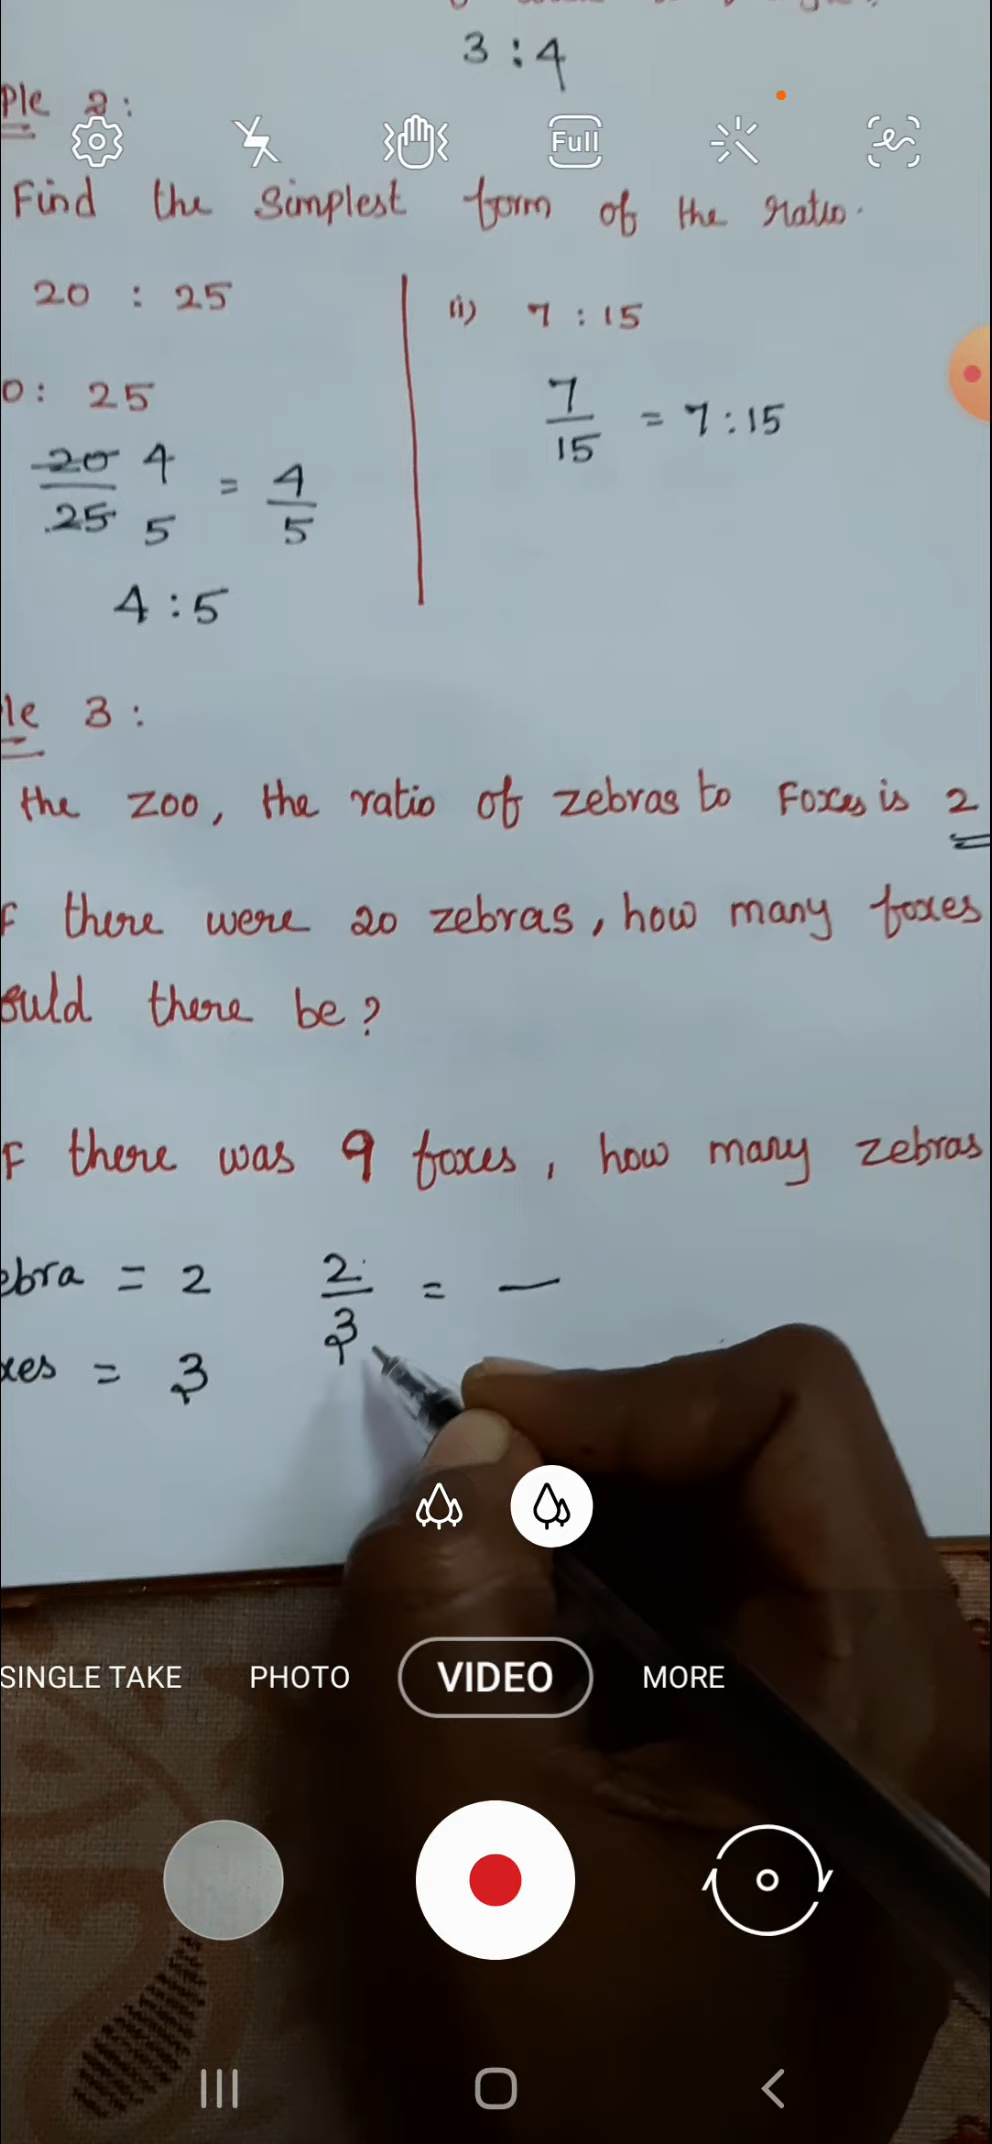 3 : 4
ple 2 :
Full
Find the simplest form of the ratio.
20 : 25
0 : 25
20 4
25 5
= 4
5
4 : 5
(ii) 7 : 15
7
15
= 7 : 15
le 3 :
the zoo, the ratio of zebras to Foxes is 2
F there were 20 zebras, how many foxes
ould there be?
F there was 9 foxes, how many zebras
ebra = 2
2
3
= —
xes = 3
SINGLE TAKE PHOTO VIDEO MORE